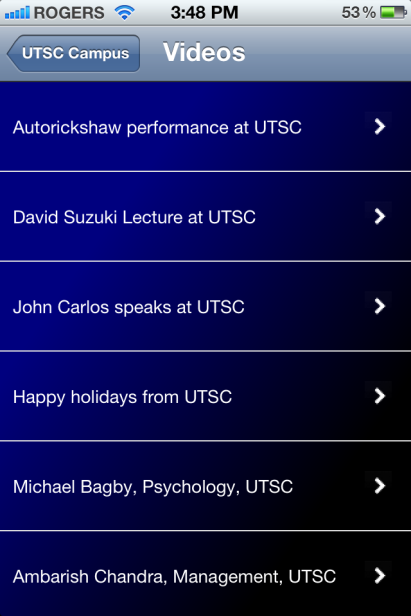 ROGERS 3:48 PM 53%
UTSC Campus Videos
Autorickshaw performance at UTSC
David Suzuki Lecture at UTSC
John Carlos speaks at UTSC
Happy holidays from UTSC
Michael Bagby, Psychology, UTSC
Ambarish Chandra, Management, UTSC